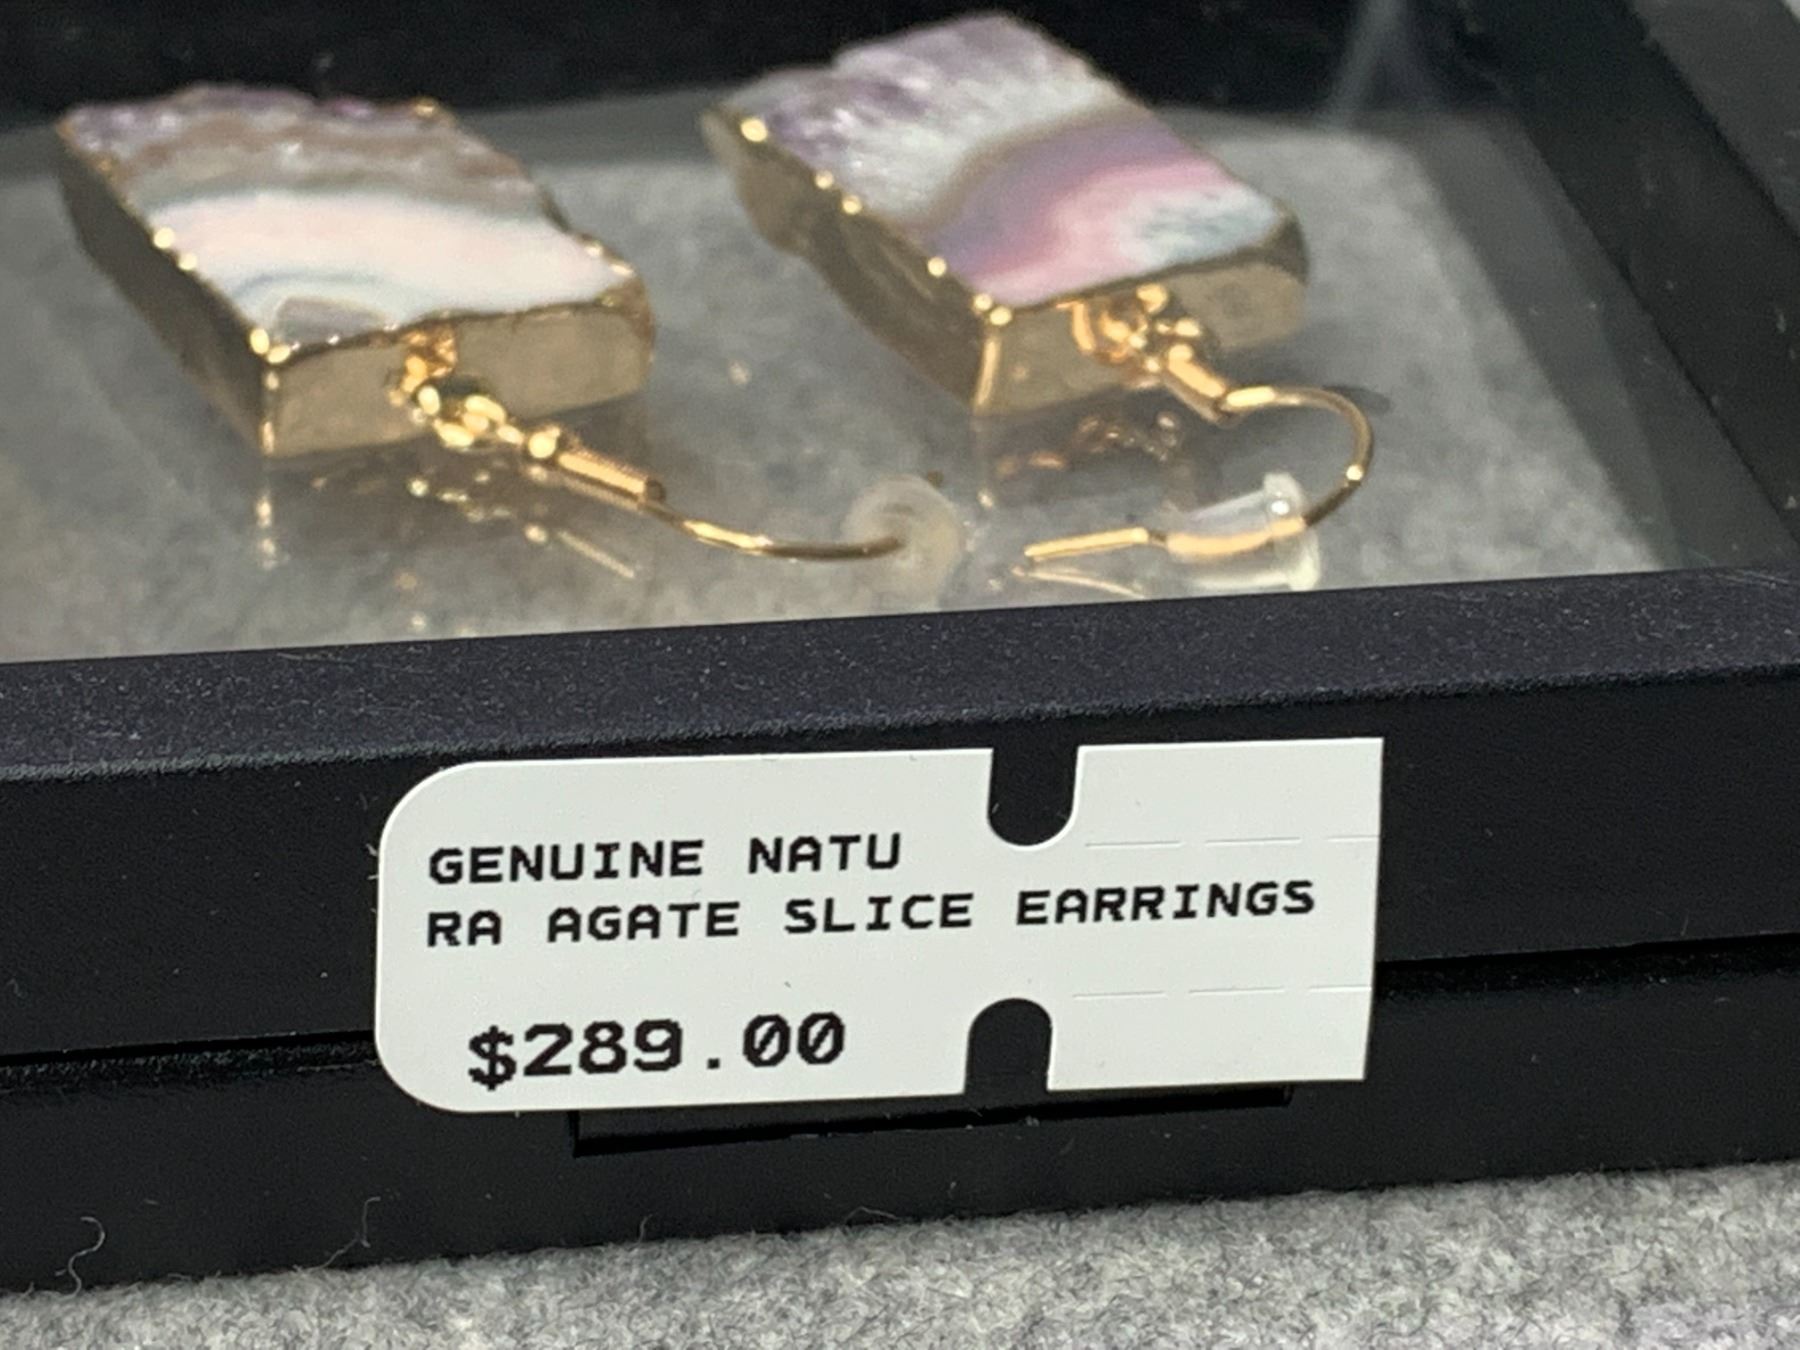 GENUINE NATU
RA AGATE SLICE EARRINGS
$289.00